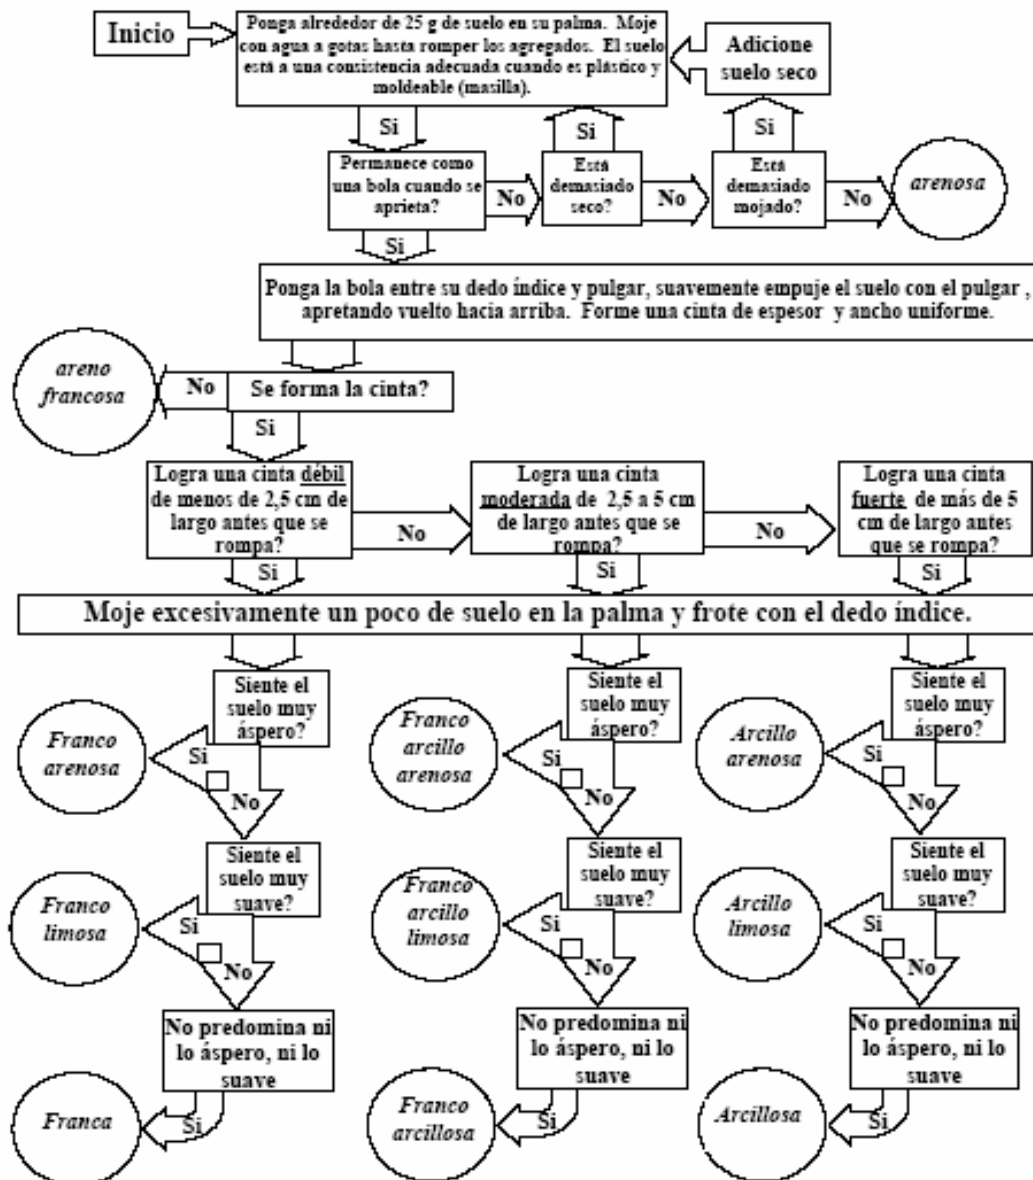 Inicio
Ponga alrededor de 25 g de suelo en su palma. Moje
con agua a gotas hasta romper los agregados. El suelo
está a una consistencia adecuada cuando es plástico y
moldeable (masilla).
Adicione
suelo seco
Si
Si
Si
Permanece como
una bola cuando se
aprieta?
No
Está
demasiado
seco?
No
Está
demasiado
mojado?
No
arenosa
Si
Ponga la bola entre su dedo índice y pulgar, suavemente empuje el suelo con el pulgar ,
apretando vuelto hacia arriba. Forme una cinta de espesor y ancho uniforme.
areno
francosa
No
Se forma la cinta?
Si
Logra una cinta débil
de menos de 2,5 cm de
largo antes que se
rompa?
No
Logra una cinta
moderada de 2,5 a 5 cm
de largo antes que se
rompa?
No
Logra una cinta
fuerte de más de 5
cm de largo antes
que se rompa?
Si
Si
Si
Moje excesivamente un poco de suelo en la palma y frote con el dedo índice.
Siente el
suelo muy
áspero?
Si
No
Franco
arenosa
Siente el
suelo muy
áspero?
Si
No
Franco
arcillo
arenosa
Siente el
suelo muy
áspero?
Si
No
Arcillo
arenosa
Siente el
suelo muy
suave?
Si
No
Franco
limosa
Siente el
suelo muy
suave?
Si
No
Franco
arcillo
limosa
Siente el
suelo muy
suave?
Si
No
Arcillo
limosa
No predomina ni
lo áspero, ni lo
suave
Si
Franca
No predomina ni
lo áspero, ni lo
suave
Si
Franco
arcillosa
No predomina ni
lo áspero, ni lo
suave
Si
Arcillosa